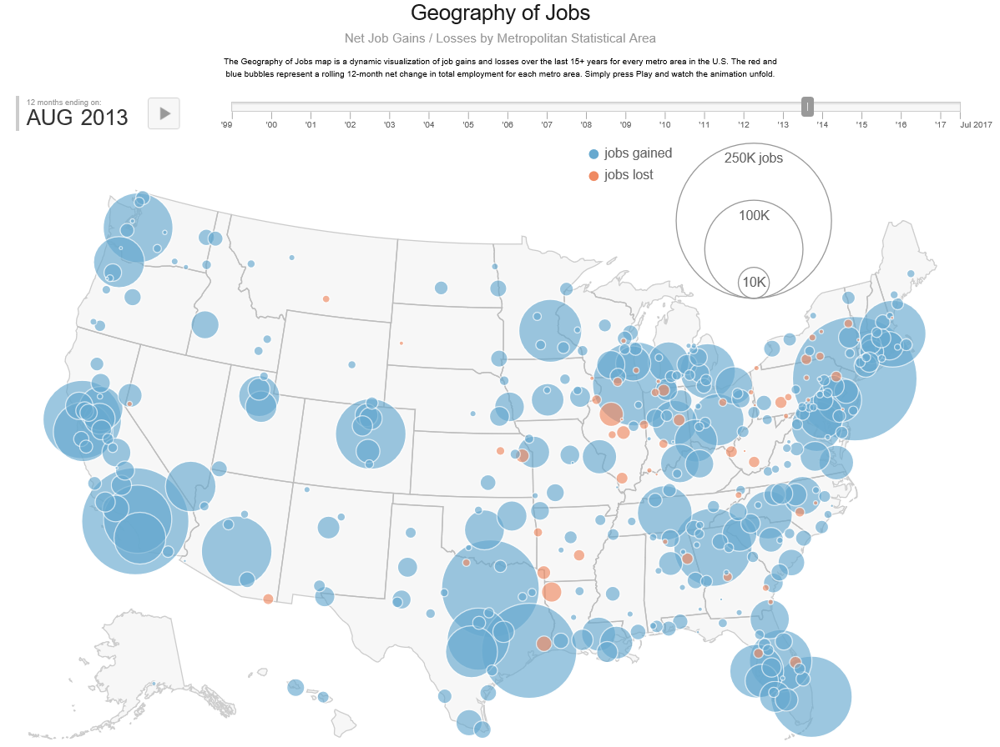 Geography of Jobs
Net Job Gains / Losses by Metropolitan Statistical Area
The Geography of Jobs map is a dynamic visualization of job gains and losses over the last 15+ years for every metro area in the U.S. The red and
blue bubbles represent a rolling 12-month net change in total employment for each metro area. Simply press Play and watch the animation unfold.
12 months ending on:
AUG 2013
'99 '00 '01 '02 '03 '04 '05 '06 '07 '08 '09 '10 '11 '12 '13 '14 '15 '16 '17 Jul 2017
jobs gained
jobs lost
250K jobs
100K
10K